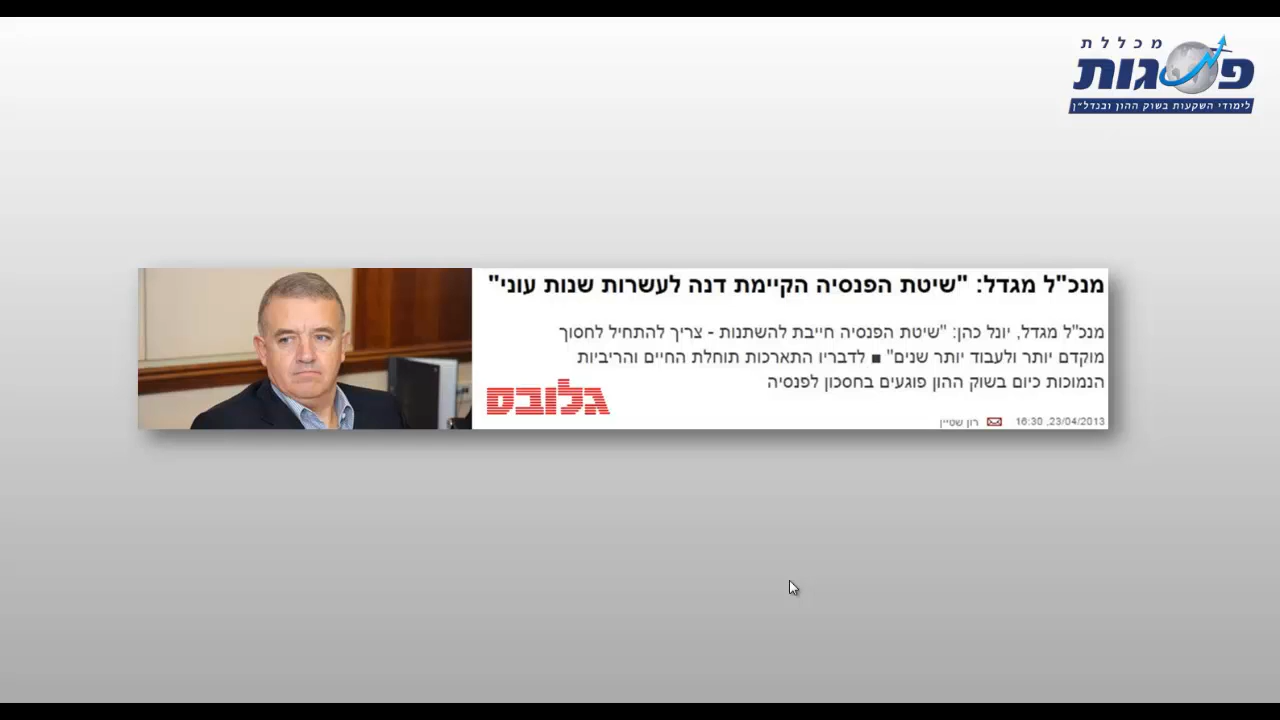 מכללת
פסגות
לימודי השקעות בשוק ההון ובנדל"ן
מנכ"ל מגדל: "שיטת הפנסיה הקיימת דנה לעשרות שנות עוני"
מנכ"ל מגדל, יונל כהן: "שיטת הפנסיה חייבת להשתנות - צריך להתחיל לחסוך
מוקדם יותר ולעבוד יותר שנים" ■ לדבריו התארכות תוחלת החיים והריביות
הנמוכות כיום בשוק ההון פוגעים בחסכון לפנסיה
גלובס
23/04/2013, 16:30 רון שטיין